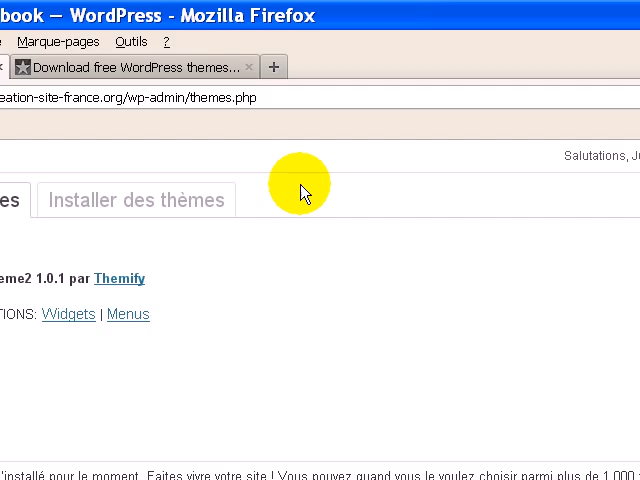 book — WordPress - Mozilla Firefox
Marque-pages Outils ?
Download free WordPress themes...
eation-site-france.org/wp-admin/themes.php
Salutations, Ju
es Installer des thèmes
eme2 1.0.1 par Themify
TIONS: Widgets | Menus
'installé pour le moment. Faites vivre votre site ! Vous pouvez quand vous le voulez choisir parmi plus de 1 000